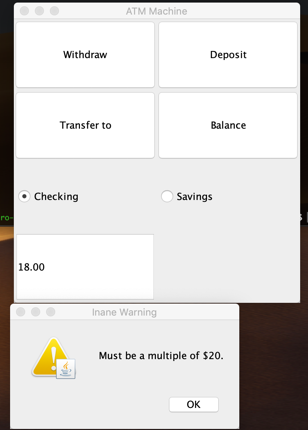 ATM Machine
Withdraw
Deposit
Transfer to
Balance
Checking
Savings
ro-
18.00
Inane Warning
Must be a multiple of $20.
OK